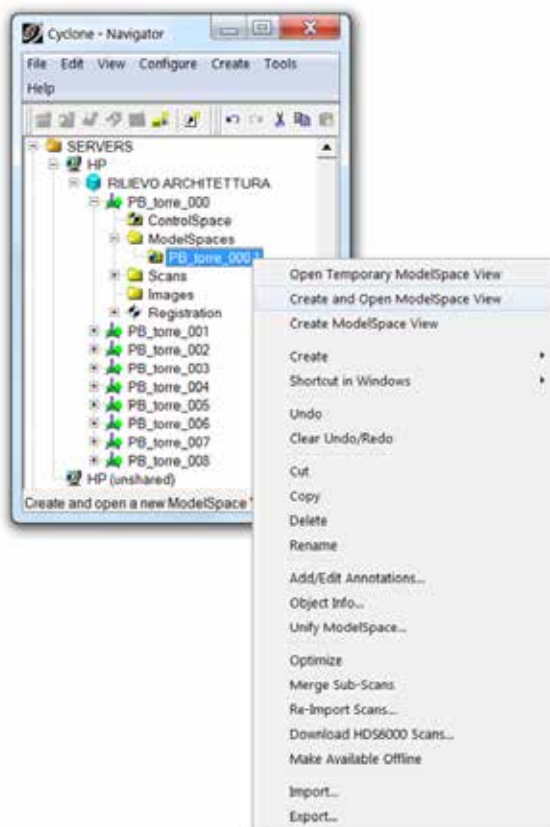 Cyclone - Navigator
File Edit View Configure Create Tools
Help
SERVERS
HP
RILIEVO ARCHITETTURA
PB_torre_000
ControlSpace
ModelSpaces
PB_torre_000
Scans
Images
Registration
PB_torre_001
PB_torre_002
PB_torre_003
PB_torre_004
PB_torre_005
PB_torre_006
PB_torre_007
PB_torre_008
HP (unshared)
Create and open a new ModelSpace
Open Temporary ModelSpace View
Create and Open ModelSpace View
Create ModelSpace View
Create
Shortcut in Windows
Undo
Clear Undo/Redo
Cut
Copy
Delete
Rename
Add/Edit Annotations...
Object Info...
Unify ModelSpace...
Optimize
Merge Sub-Scans
Re-Import Scans...
Download HDS6000 Scans...
Make Available Offline
Import...
Export...